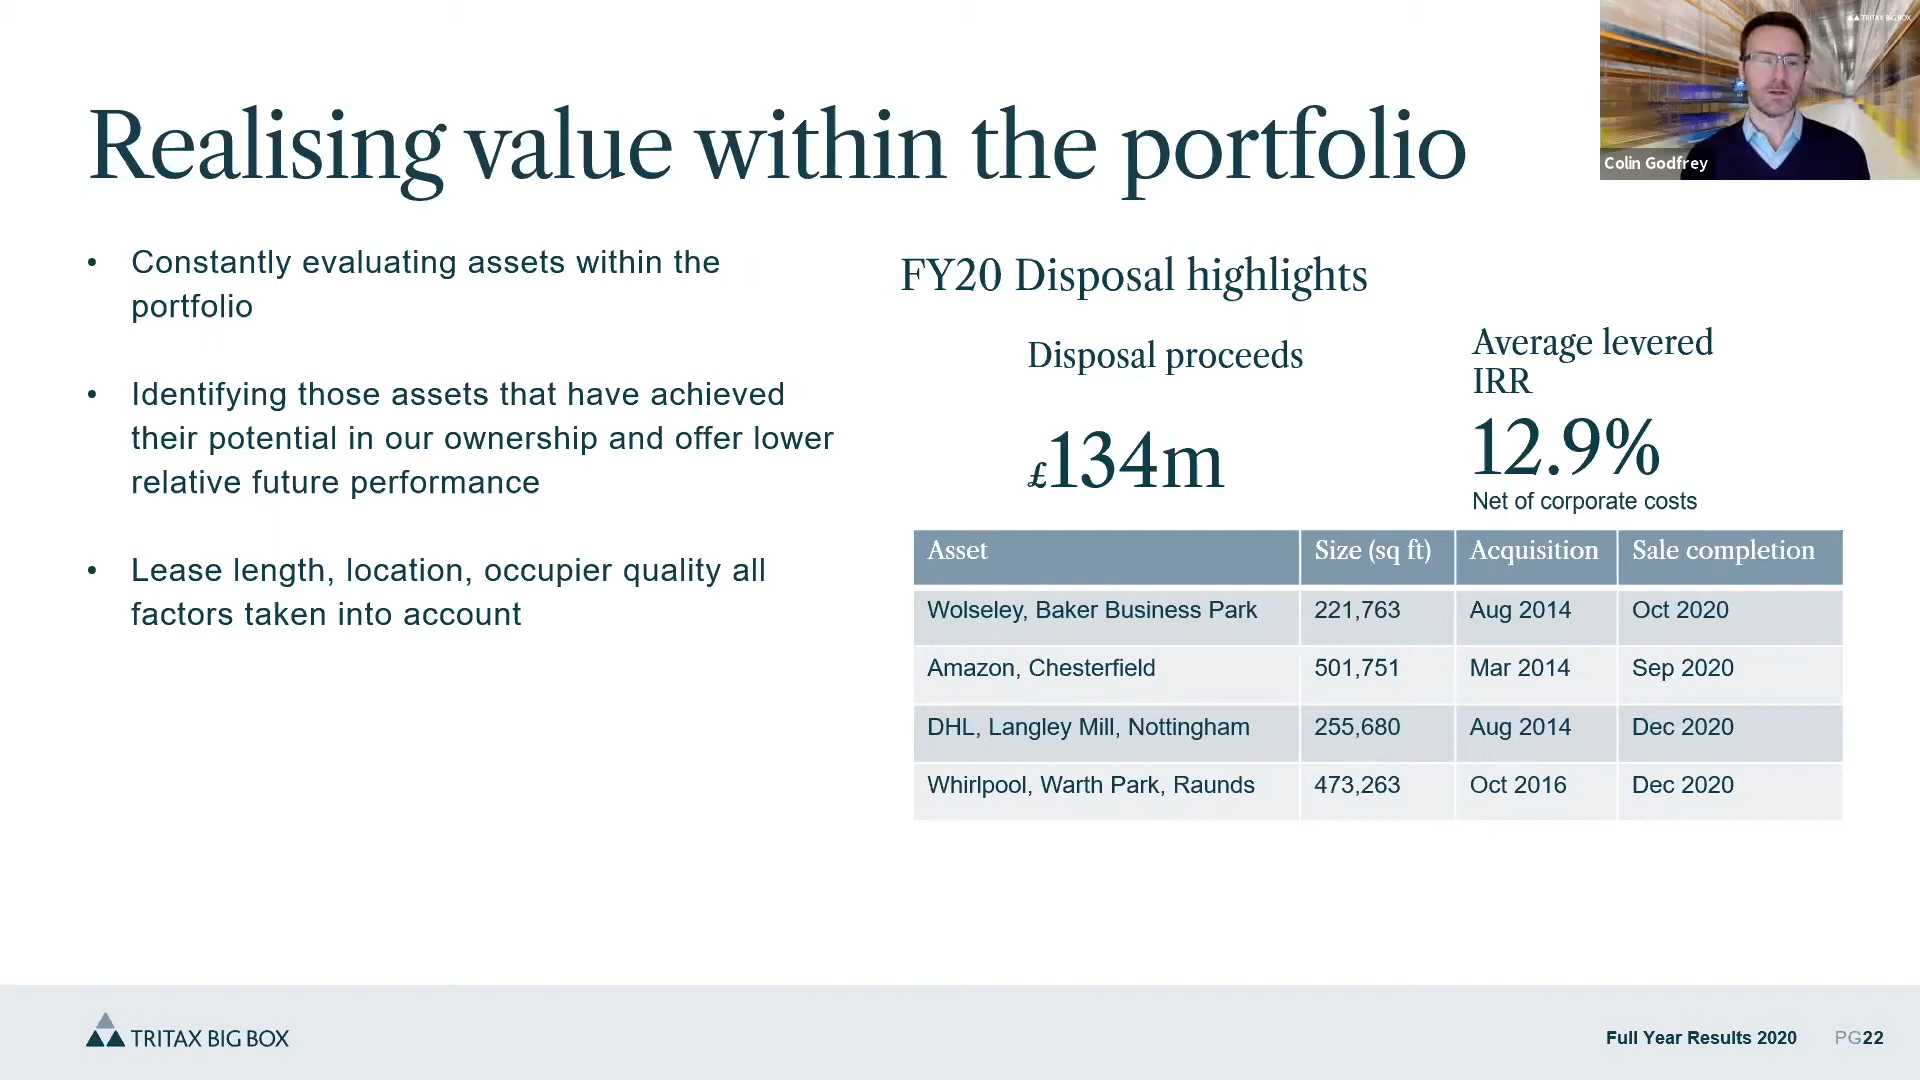 TRITAX BIG BOX
Colin Godfrey
Realising value within the portfolio
• Constantly evaluating assets within the
portfolio
• Identifying those assets that have achieved
their potential in our ownership and offer lower
relative future performance
• Lease length, location, occupier quality all
factors taken into account
FY20 Disposal highlights
Disposal proceeds
£134m
Average levered
IRR
12.9%
Net of corporate costs
Asset Size (sq ft) Acquisition Sale completion
Wolseley, Baker Business Park 221,763 Aug 2014 Oct 2020
Amazon, Chesterfield 501,751 Mar 2014 Sep 2020
DHL, Langley Mill, Nottingham 255,680 Aug 2014 Dec 2020
Whirlpool, Warth Park, Raunds 473,263 Oct 2016 Dec 2020
TRITAX BIG BOX
Full Year Results 2020 PG22